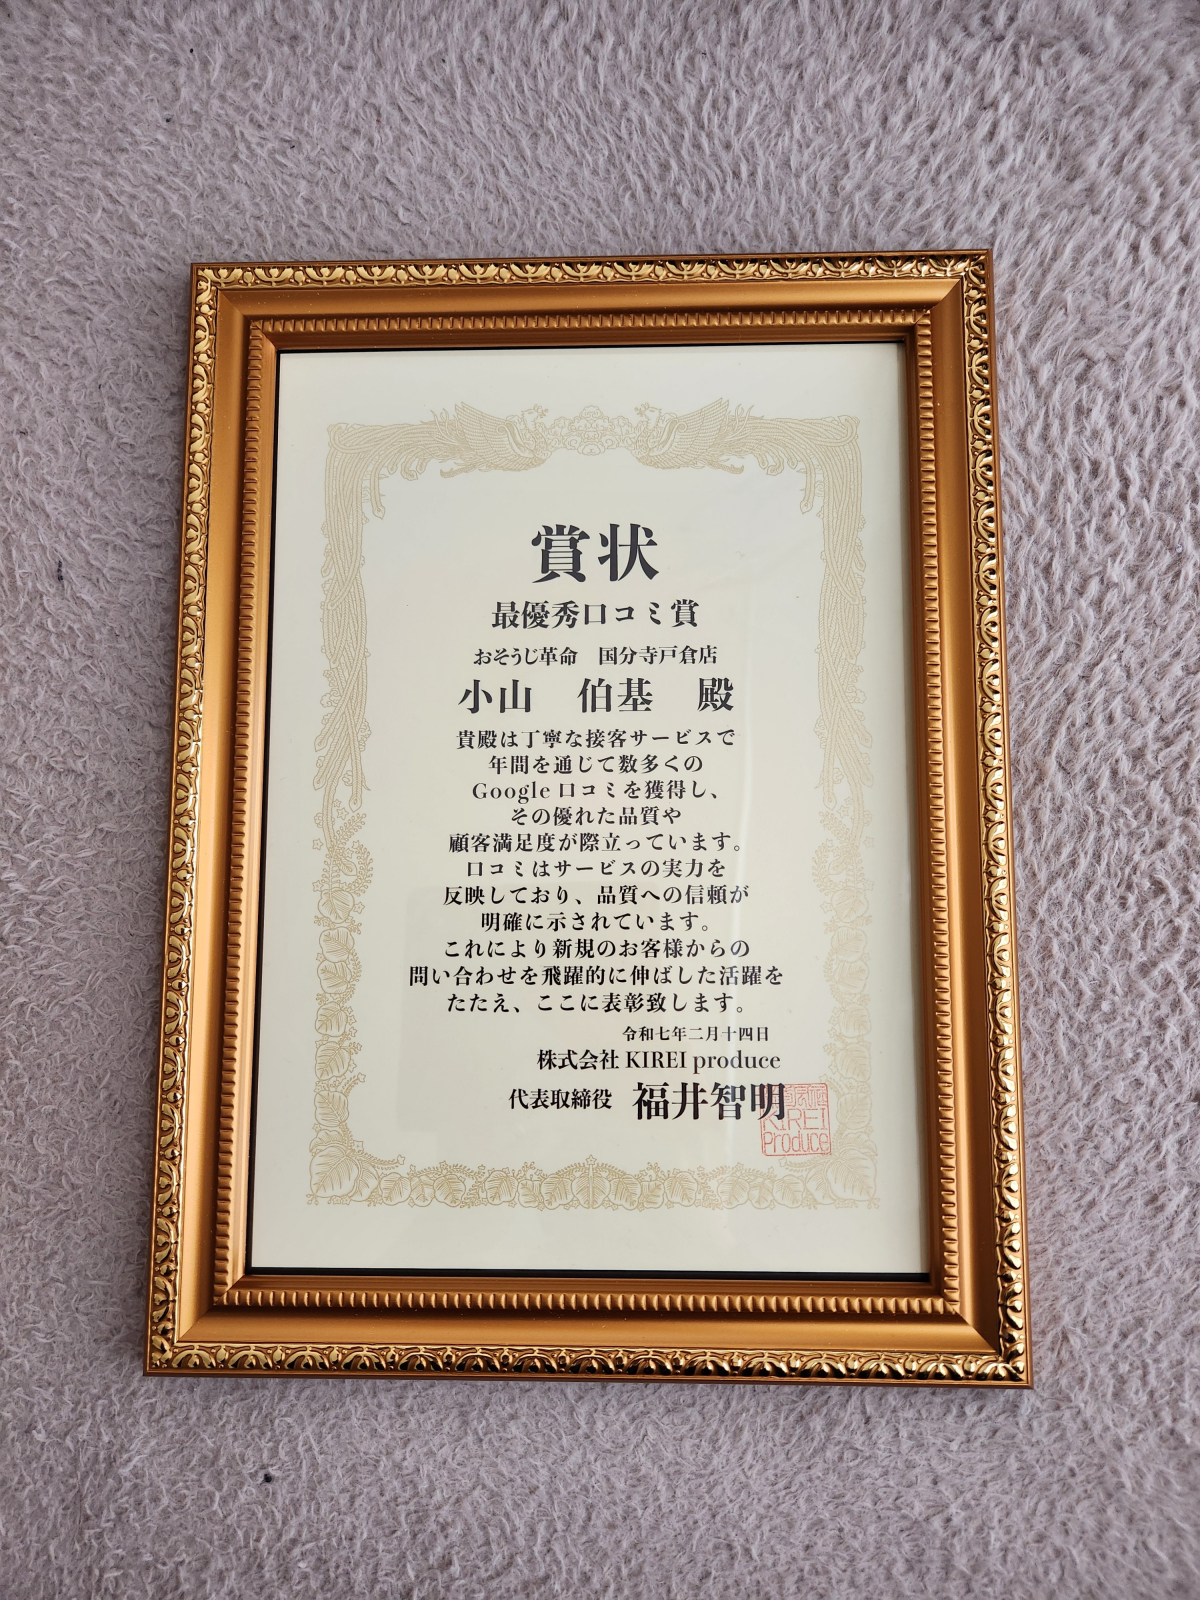 賞状
最優秀口コミ賞
おそうじ革命 国分寺戸倉店
小山 伯基 殿
貴殿は丁寧な接客サービスで
年間を通じて数多くの
Google 口コミを獲得し、
その優れた品質や
顧客満足度が際立っています。
口コミはサービスの実力を
反映しており、品質への信頼が
明確に示されています。
これにより新規のお客様からの
問い合わせを飛躍的に伸ばした活躍を
たたえ、ここに表彰致します。
令和七年二月十四日
株式会社 KIREI produce
代表取締役 福井智明
KIREI
Produce